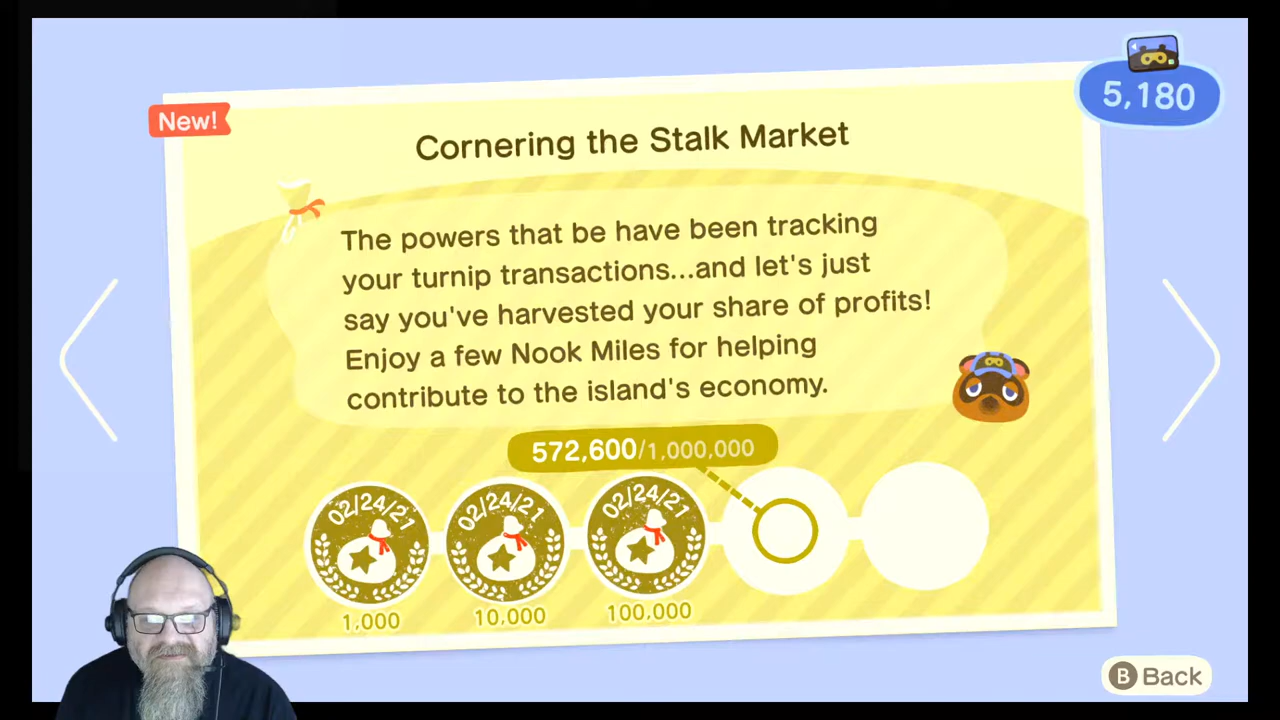 5,180
New!
Cornering the Stalk Market
The powers that be have been tracking
your turnip transactions...and let's just
say you've harvested your share of profits!
Enjoy a few Nook Miles for helping
contribute to the island's economy.
572,600/1,000,000
02/24/21 02/24/21 02/24/21
1,000 10,000 100,000
B Back